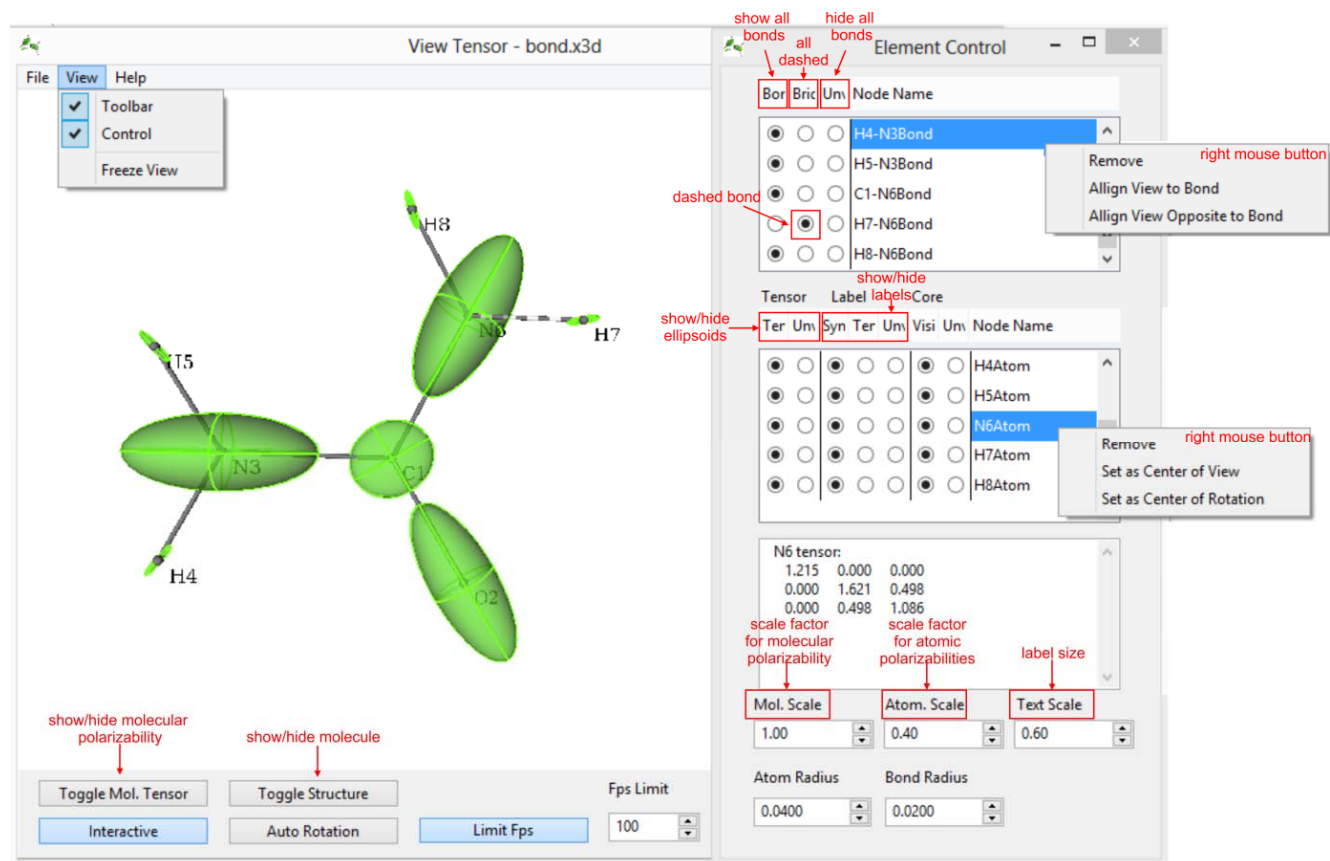 show all
bonds
all
dashed
hide all
bonds
View Tensor - bond.x3d
Element Control
File View Help
Toolbar
Control
Freeze View
Bor Bric Unv Node Name
H4-N3Bond
H5-N3Bond
C1-N6Bond
H7-N6Bond
H8-N6Bond
dashed bond
Remove
right mouse button
Allign View to Bond
Allign View Opposite to Bond
show/hide
labels
Tensor Label Core
show/hide
ellipsoids
Ter Unv Syn Ter Unv Visi Unv Node Name
H4Atom
H5Atom
N6Atom
H7Atom
H8Atom
Remove
right mouse button
Set as Center of View
Set as Center of Rotation
H8
N6
H7
H5
N3
C1
H4
O2
N6 tensor:
1.215 0.000 0.000
0.000 1.621 0.498
0.000 0.498 1.086
scale factor
for molecular
polarizability
scale factor
for atomic
polarizabilities
label size
Mol. Scale Atom. Scale Text Scale
1.00 0.40 0.60
Atom Radius Bond Radius
0.0400 0.0200
show/hide molecular
polarizability
show/hide molecule
Toggle Mol. Tensor Toggle Structure Fps Limit
Interactive Auto Rotation Limit Fps 100